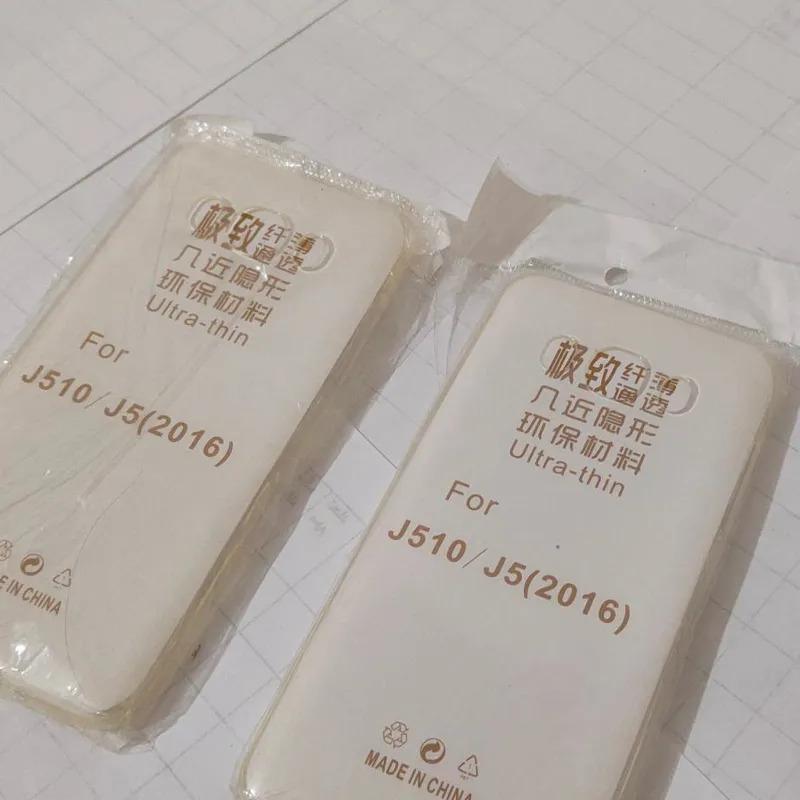 极致 纤薄
通透
几近隐形
环保材料
Ultra-thin
For
J510/J5(2016)
MADE IN CHINA
极致 纤薄
通透
几近隐形
环保材料
Ultra-thin
For
J510/J5(2016)
MADE IN CHINA